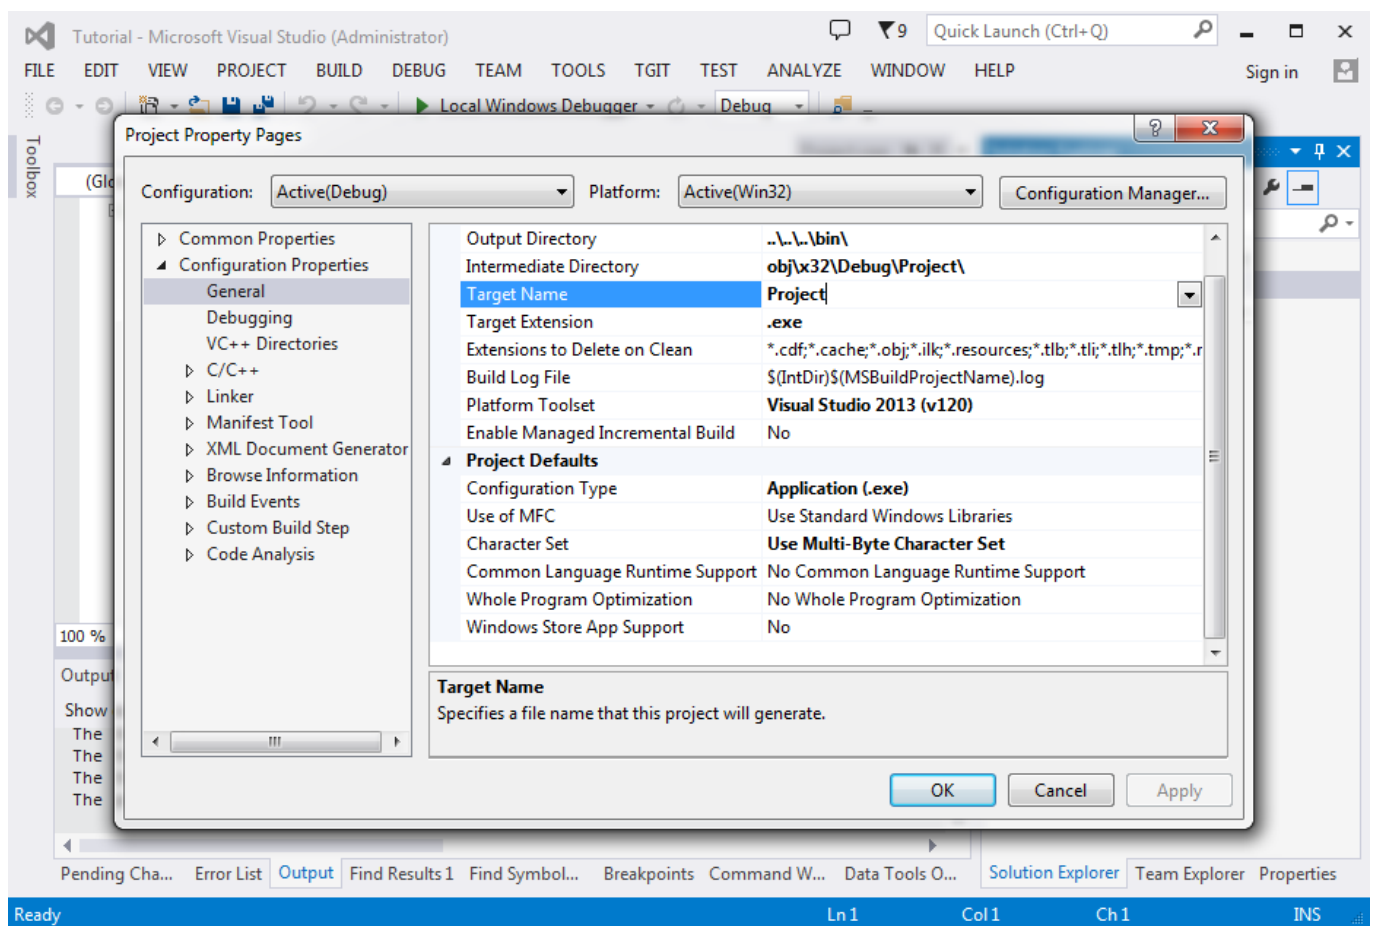 Tutorial - Microsoft Visual Studio (Administrator)
9
Quick Launch (Ctrl+Q)
FILE EDIT VIEW PROJECT BUILD DEBUG TEAM TOOLS TGIT TEST ANALYZE WINDOW HELP
Sign in
Local Windows Debugger
Debug
Toolbox
Project Property Pages
(Glo
Configuration: Active(Debug) Platform: Active(Win32) Configuration Manager...
Common Properties
Configuration Properties
General
Debugging
VC++ Directories
C/C++
Linker
Manifest Tool
XML Document Generator
Browse Information
Build Events
Custom Build Step
Code Analysis
Output Directory ..\..\..\bin\
Intermediate Directory obj\x32\Debug\Project\
Target Name Project
Target Extension .exe
Extensions to Delete on Clean *.cdf;*.cache;*.obj;*.ilk;*.resources;*.tlb;*.tli;*.tlh;*.tmp;*.r
Build Log File $(IntDir)$(MSBuildProjectName).log
Platform Toolset Visual Studio 2013 (v120)
Enable Managed Incremental Build No
Project Defaults
Configuration Type Application (.exe)
Use of MFC Use Standard Windows Libraries
Character Set Use Multi-Byte Character Set
Common Language Runtime Support No Common Language Runtime Support
Whole Program Optimization No Whole Program Optimization
Windows Store App Support No
Target Name
Specifies a file name that this project will generate.
OK Cancel Apply
100 %
Output
Show
The
The
The
The
Pending Cha... Error List Output Find Results 1 Find Symbol... Breakpoints Command W... Data Tools O... Solution Explorer Team Explorer Properties
Ready Ln 1 Col 1 Ch 1 INS